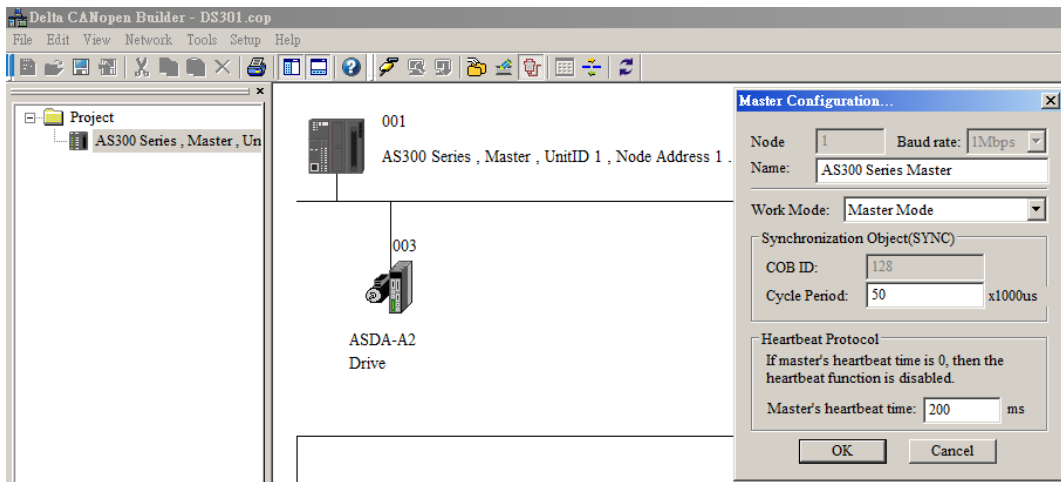 Delta CANopen Builder - DS301.cop
File Edit View Network Tools Setup Help
Project
AS300 Series , Master , Un
001
AS300 Series , Master , UnitID 1 , Node Address 1 .
003
ASDA-A2
Drive
Master Configuration...
Node 1 Baud rate: 1Mbps
Name: AS300 Series Master
Work Mode: Master Mode
Synchronization Object(SYNC)
COB ID: 128
Cycle Period: 50 x1000us
Heartbeat Protocol
If master's heartbeat time is 0, then the
heartbeat function is disabled.
Master's heartbeat time: 200 ms
OK Cancel